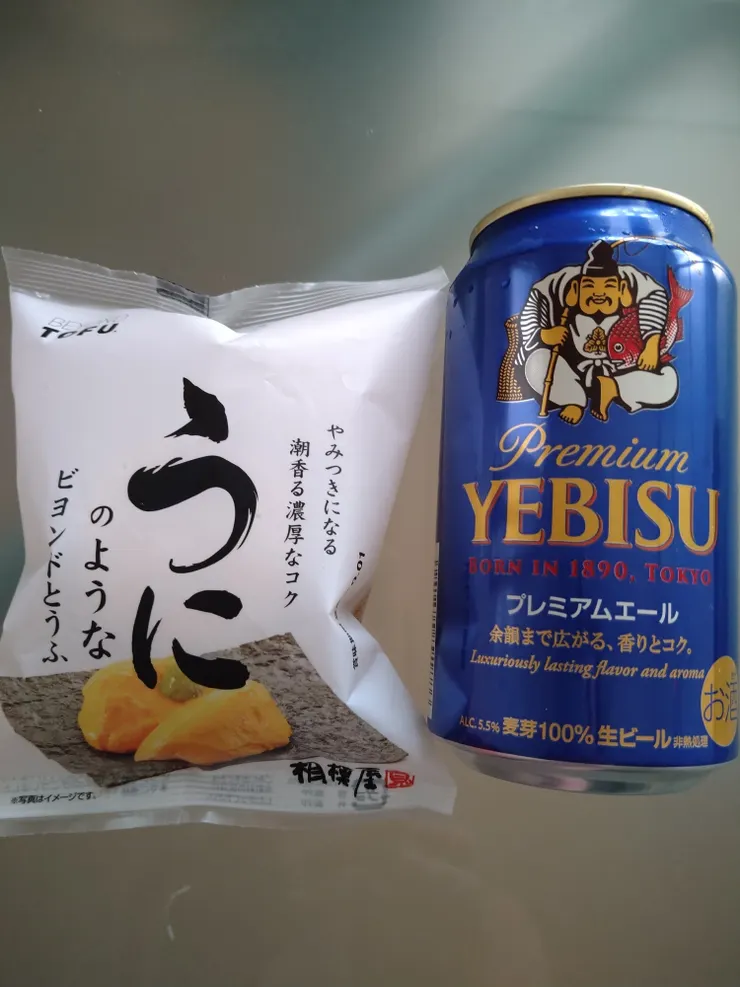 BEYOND
TOFU
やみつきになる
潮香る濃厚なコク
うに
のような
ビヨンドとうふ
相模屋
※写真はイメージです。
Premium
YEBISU
BORN IN 1890, TOKYO
プレミアムエール
余韻まで広がる、香りとコク。
Luxuriously lasting flavor and aroma
お酒
ALC. 5.5% 麦芽100% 生ビール 非熱処理